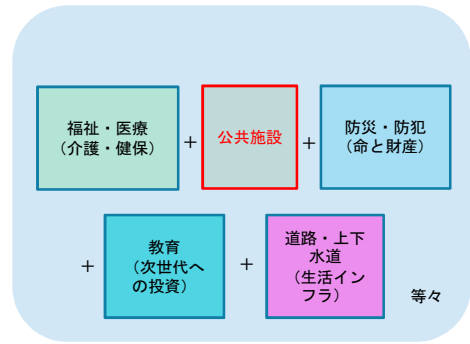 福祉・医療
（介護・健保）
+
公共施設
+
防災・防犯
（命と財産）
+
教育
（次世代へ
の投資）
+
道路・上下
水道
（生活イン
フラ）
等々